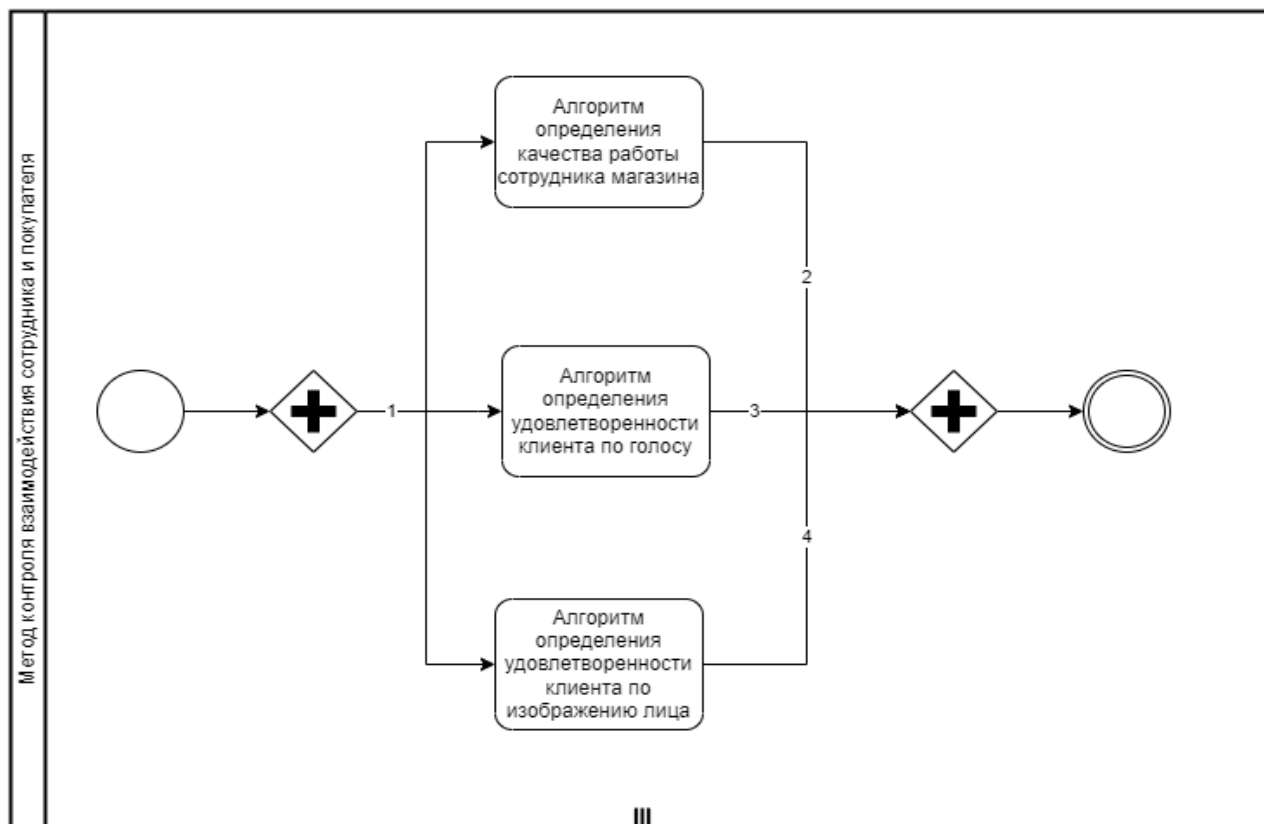 Метод контроля взаимодействия сотрудника и покупателя
Алгоритм
определения
качества работы
сотрудника магазина
2
Алгоритм
определения
удовлетворенности
клиента по голосу
1
3
4
Алгоритм
определения
удовлетворенности
клиента по
изображению лица